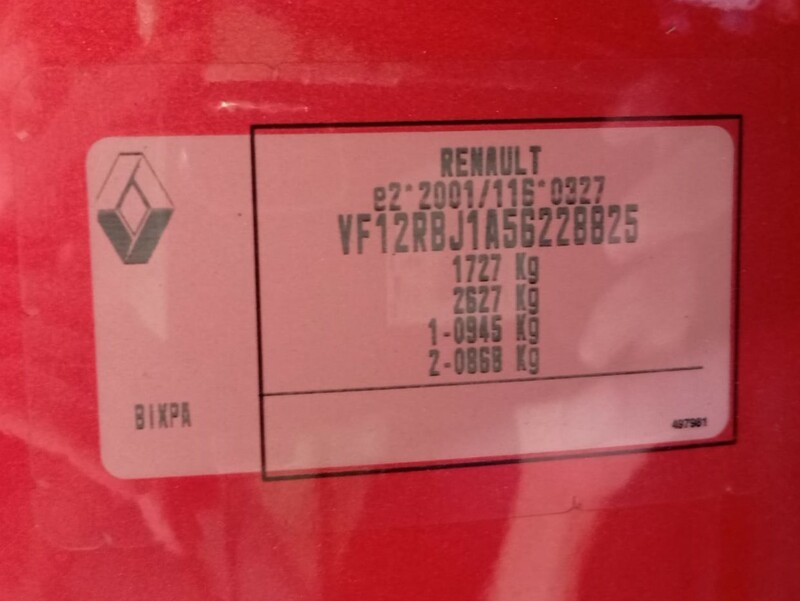 RENAULT
e2*2001/116*0327
VF12RBJ1A56228825
1727 Kg
2627 Kg
1-0945 Kg
2-0868 Kg
BIXPA
497981